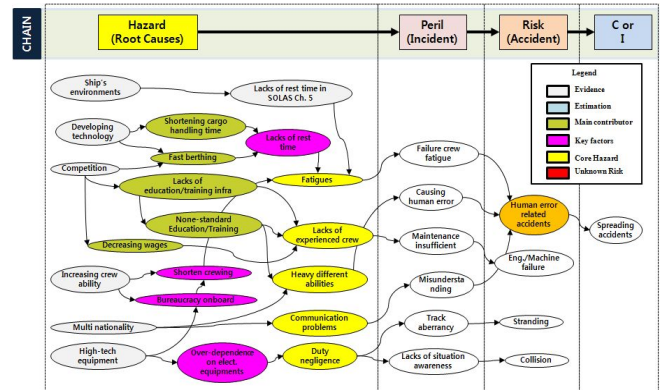 CHAIN
Hazard
(Root Causes)
Peril
(Incident)
Risk
(Accident)
C or
I
Legend
Evidence
Estimation
Main contributor
Key factors
Core Hazard
Unknown Risk
Ship's
environments
Lacks of rest time in
SOLAS Ch. 5
Developing
technology
Shortening cargo
handling time
Lacks of rest
time
Fast berthing
Failure crew
fatigue
Competition
Fatigues
Lacks of
education/training infra
Causing
human error
Human error
related
accidents
None-standard
Education/Training
Lacks of
experienced crew
Spreading
accidents
Decreasing wages
Maintenance
insufficient
Eng./Machine
failure
Increasing crew
ability
Shorten crewing
Heavy different
abilities
Misundersta
nding
Bureaucracy onboard
Multi nationality
Communication
problems
Track
aberrancy
Stranding
High-tech
equipment
Over-dependence
on elect.
equipments
Duty
negligence
Lacks of situation
awareness
Collision